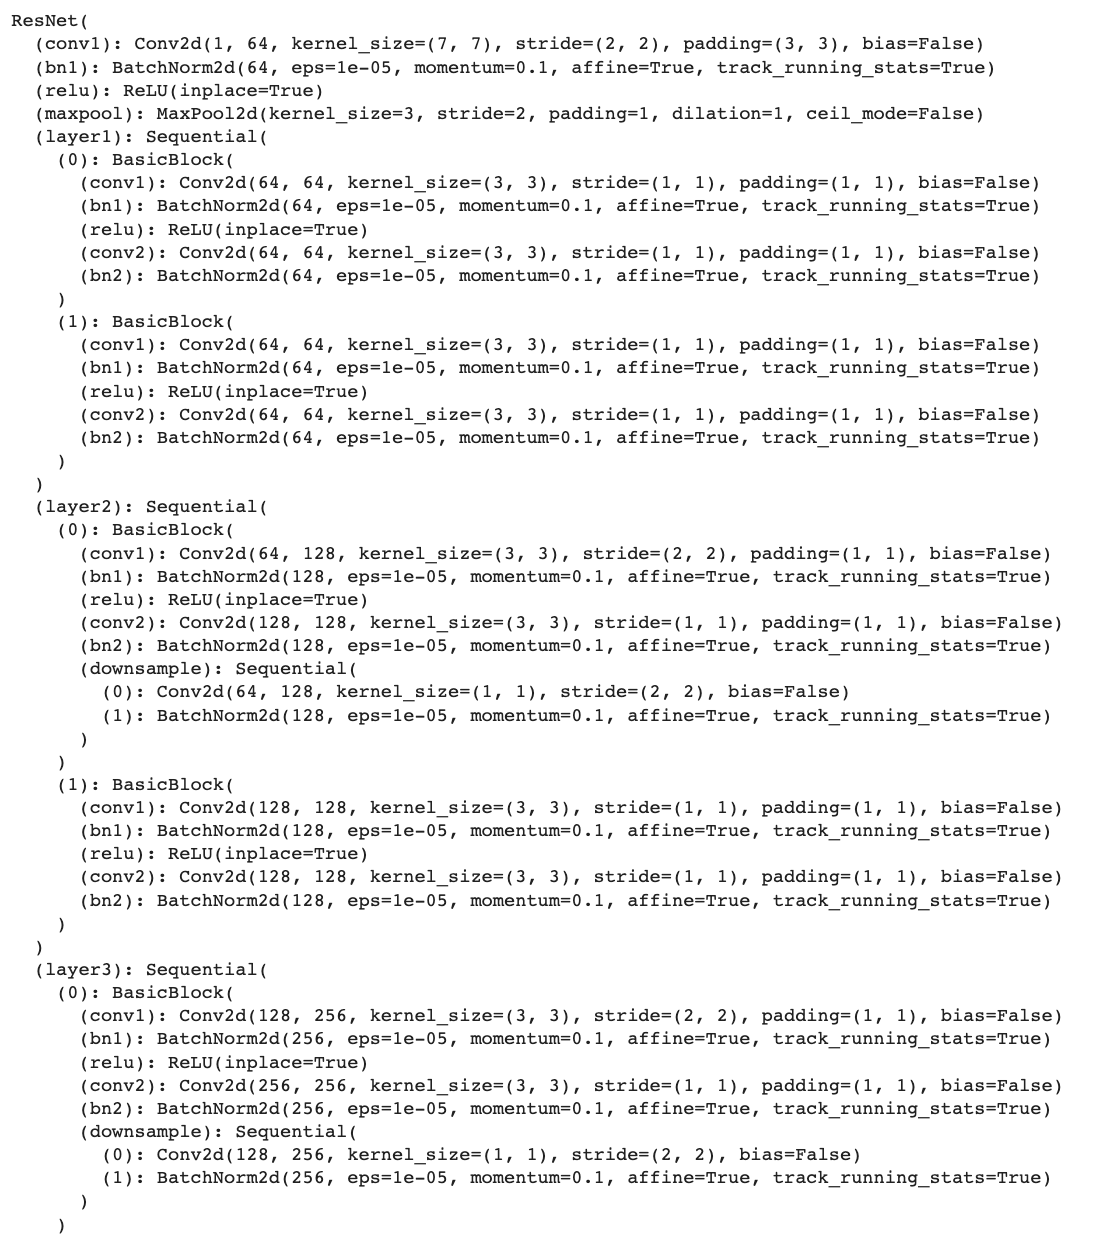 ResNet(
  (conv1): Conv2d(1, 64, kernel_size=(7, 7), stride=(2, 2), padding=(3, 3), bias=False)
  (bn1): BatchNorm2d(64, eps=1e-05, momentum=0.1, affine=True, track_running_stats=True)
  (relu): ReLU(inplace=True)
  (maxpool): MaxPool2d(kernel_size=3, stride=2, padding=1, dilation=1, ceil_mode=False)
  (layer1): Sequential(
    (0): BasicBlock(
      (conv1): Conv2d(64, 64, kernel_size=(3, 3), stride=(1, 1), padding=(1, 1), bias=False)
      (bn1): BatchNorm2d(64, eps=1e-05, momentum=0.1, affine=True, track_running_stats=True)
      (relu): ReLU(inplace=True)
      (conv2): Conv2d(64, 64, kernel_size=(3, 3), stride=(1, 1), padding=(1, 1), bias=False)
      (bn2): BatchNorm2d(64, eps=1e-05, momentum=0.1, affine=True, track_running_stats=True)
    )
    (1): BasicBlock(
      (conv1): Conv2d(64, 64, kernel_size=(3, 3), stride=(1, 1), padding=(1, 1), bias=False)
      (bn1): BatchNorm2d(64, eps=1e-05, momentum=0.1, affine=True, track_running_stats=True)
      (relu): ReLU(inplace=True)
      (conv2): Conv2d(64, 64, kernel_size=(3, 3), stride=(1, 1), padding=(1, 1), bias=False)
      (bn2): BatchNorm2d(64, eps=1e-05, momentum=0.1, affine=True, track_running_stats=True)
    )
  )
  (layer2): Sequential(
    (0): BasicBlock(
      (conv1): Conv2d(64, 128, kernel_size=(3, 3), stride=(2, 2), padding=(1, 1), bias=False)
      (bn1): BatchNorm2d(128, eps=1e-05, momentum=0.1, affine=True, track_running_stats=True)
      (relu): ReLU(inplace=True)
      (conv2): Conv2d(128, 128, kernel_size=(3, 3), stride=(1, 1), padding=(1, 1), bias=False)
      (bn2): BatchNorm2d(128, eps=1e-05, momentum=0.1, affine=True, track_running_stats=True)
      (downsample): Sequential(
        (0): Conv2d(64, 128, kernel_size=(1, 1), stride=(2, 2), bias=False)
        (1): BatchNorm2d(128, eps=1e-05, momentum=0.1, affine=True, track_running_stats=True)
      )
    )
    (1): BasicBlock(
      (conv1): Conv2d(128, 128, kernel_size=(3, 3), stride=(1, 1), padding=(1, 1), bias=False)
      (bn1): BatchNorm2d(128, eps=1e-05, momentum=0.1, affine=True, track_running_stats=True)
      (relu): ReLU(inplace=True)
      (conv2): Conv2d(128, 128, kernel_size=(3, 3), stride=(1, 1), padding=(1, 1), bias=False)
      (bn2): BatchNorm2d(128, eps=1e-05, momentum=0.1, affine=True, track_running_stats=True)
    )
  )
  (layer3): Sequential(
    (0): BasicBlock(
      (conv1): Conv2d(128, 256, kernel_size=(3, 3), stride=(2, 2), padding=(1, 1), bias=False)
      (bn1): BatchNorm2d(256, eps=1e-05, momentum=0.1, affine=True, track_running_stats=True)
      (relu): ReLU(inplace=True)
      (conv2): Conv2d(256, 256, kernel_size=(3, 3), stride=(1, 1), padding=(1, 1), bias=False)
      (bn2): BatchNorm2d(256, eps=1e-05, momentum=0.1, affine=True, track_running_stats=True)
      (downsample): Sequential(
        (0): Conv2d(128, 256, kernel_size=(1, 1), stride=(2, 2), bias=False)
        (1): BatchNorm2d(256, eps=1e-05, momentum=0.1, affine=True, track_running_stats=True)
      )
    )